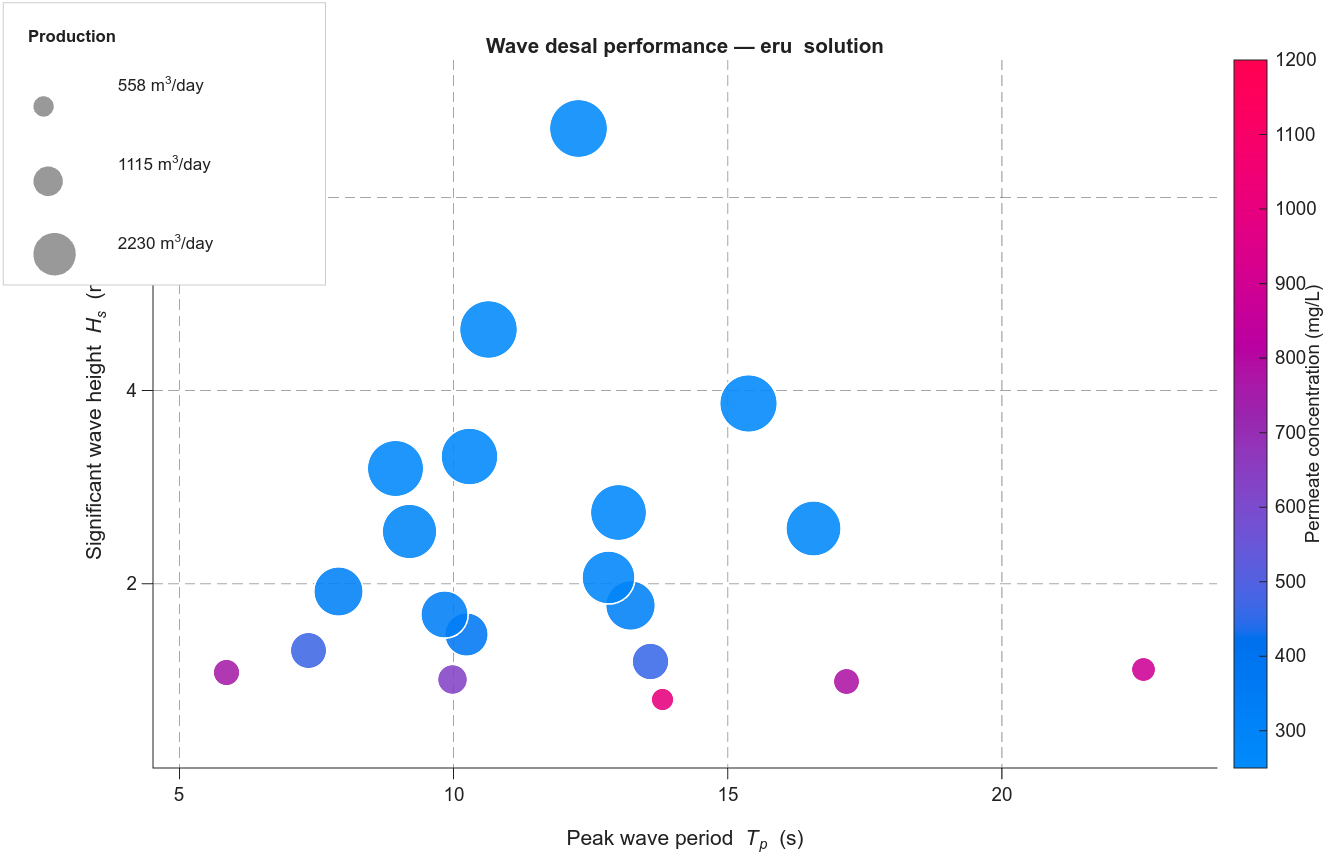 Production
558 m³/day
1115 m³/day
2230 m³/day
Wave desal performance — eru  solution
Significant wave height  Hₛ
4
2
5
10
15
20
Peak wave period  Tₚ  (s)
1200
1100
1000
900
800
700
600
500
400
300
Permeate concentration (mg/L)